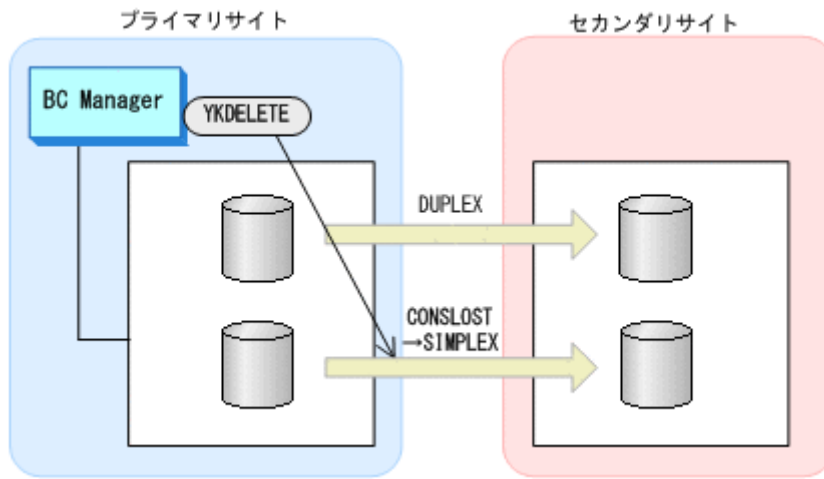 プライマリサイト
セカンダリサイト
BC Manager
YKDELETE
DUPLEX
CONSLOST
→SIMPLEX